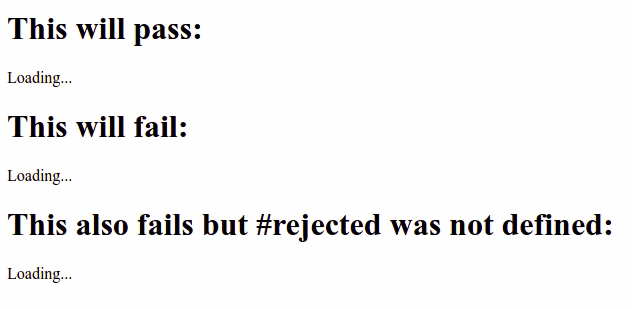 This will pass:
Loading...
This will fail:
Loading...
This also fails but #rejected was not defined:
Loading...